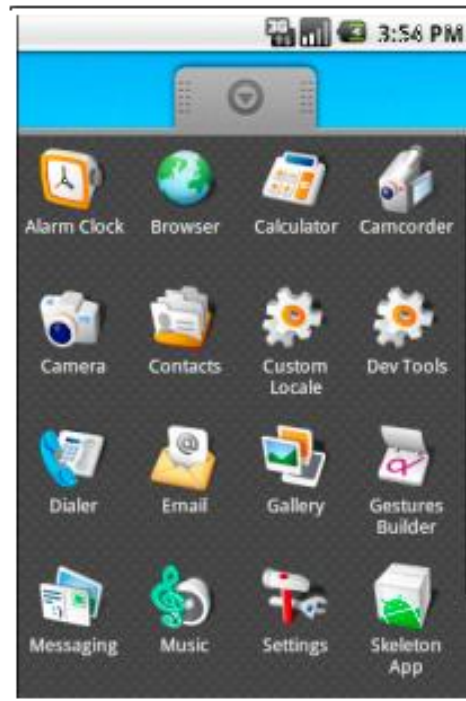 3G 3:54 PM
Alarm Clock Browser Calculator Camcorder
Camera Contacts Custom Locale Dev Tools
Dialer Email Gallery Gestures Builder
Messaging Music Settings Skeleton App